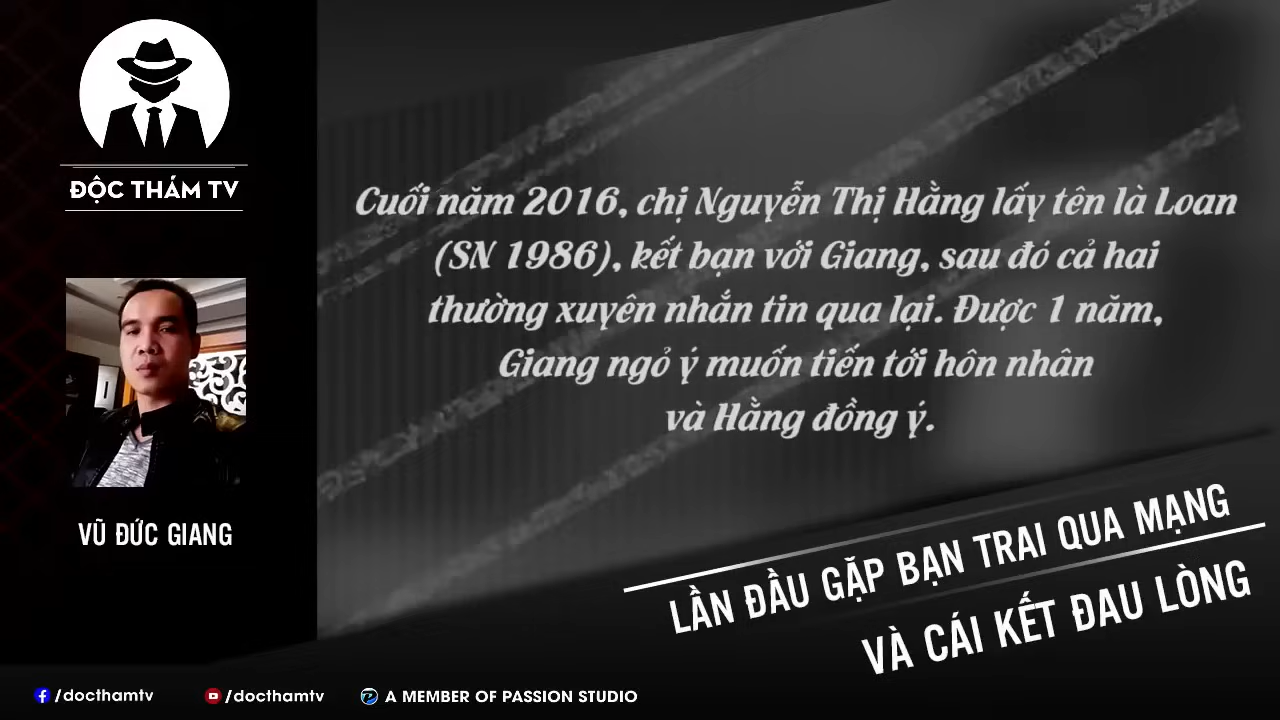 ĐỘC THÁM TV
VŨ ĐỨC GIANG
Cuối năm 2016, chị Nguyễn Thị Hằng lấy tên là Loan
(SN 1986), kết bạn với Giang, sau đó cả hai
thường xuyên nhắn tin qua lại. Được 1 năm,
Giang ngỏ ý muốn tiến tới hôn nhân
và Hằng đồng ý.
LẦN ĐẦU GẶP BẠN TRAI QUA MẠNG
VÀ CÁI KẾT ĐAU LÒNG
/docthamtv
/docthamtv
A MEMBER OF PASSION STUDIO